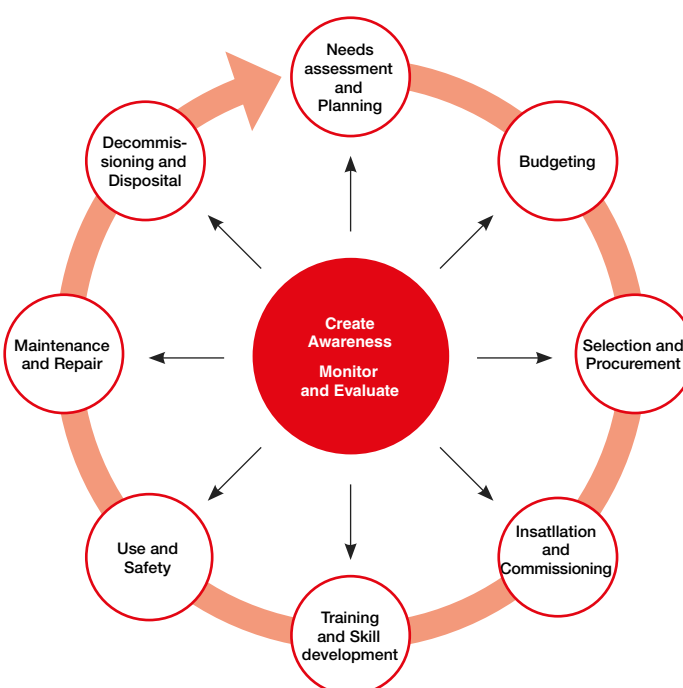 Needs
assessment
and
Planning
Budgeting
Selection and
Procurement
Insatllation
and
Commissioning
Training
and Skill
development
Use and
Safety
Maintenance
and Repair
Decommis-
sioning and
Disposital
Create
Awareness
Monitor
and Evaluate